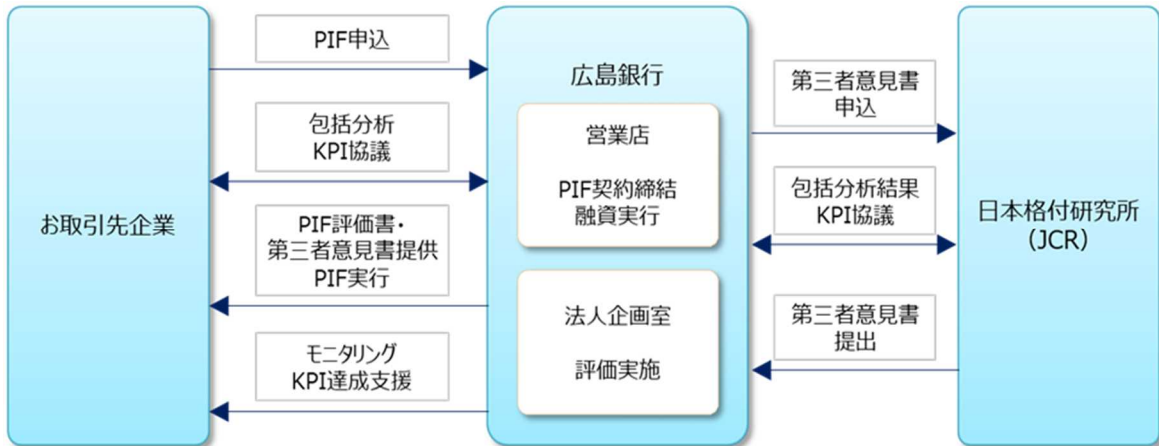 お取引先企業
PIF申込
包括分析
KPI協議
PIF評価書・
第三者意見書提供
PIF実行
モニタリング
KPI達成支援
広島銀行
営業店
PIF契約締結
融資実行
法人企画室
評価実施
第三者意見書
申込
包括分析結果
KPI協議
第三者意見書
提出
日本格付研究所
（JCR）